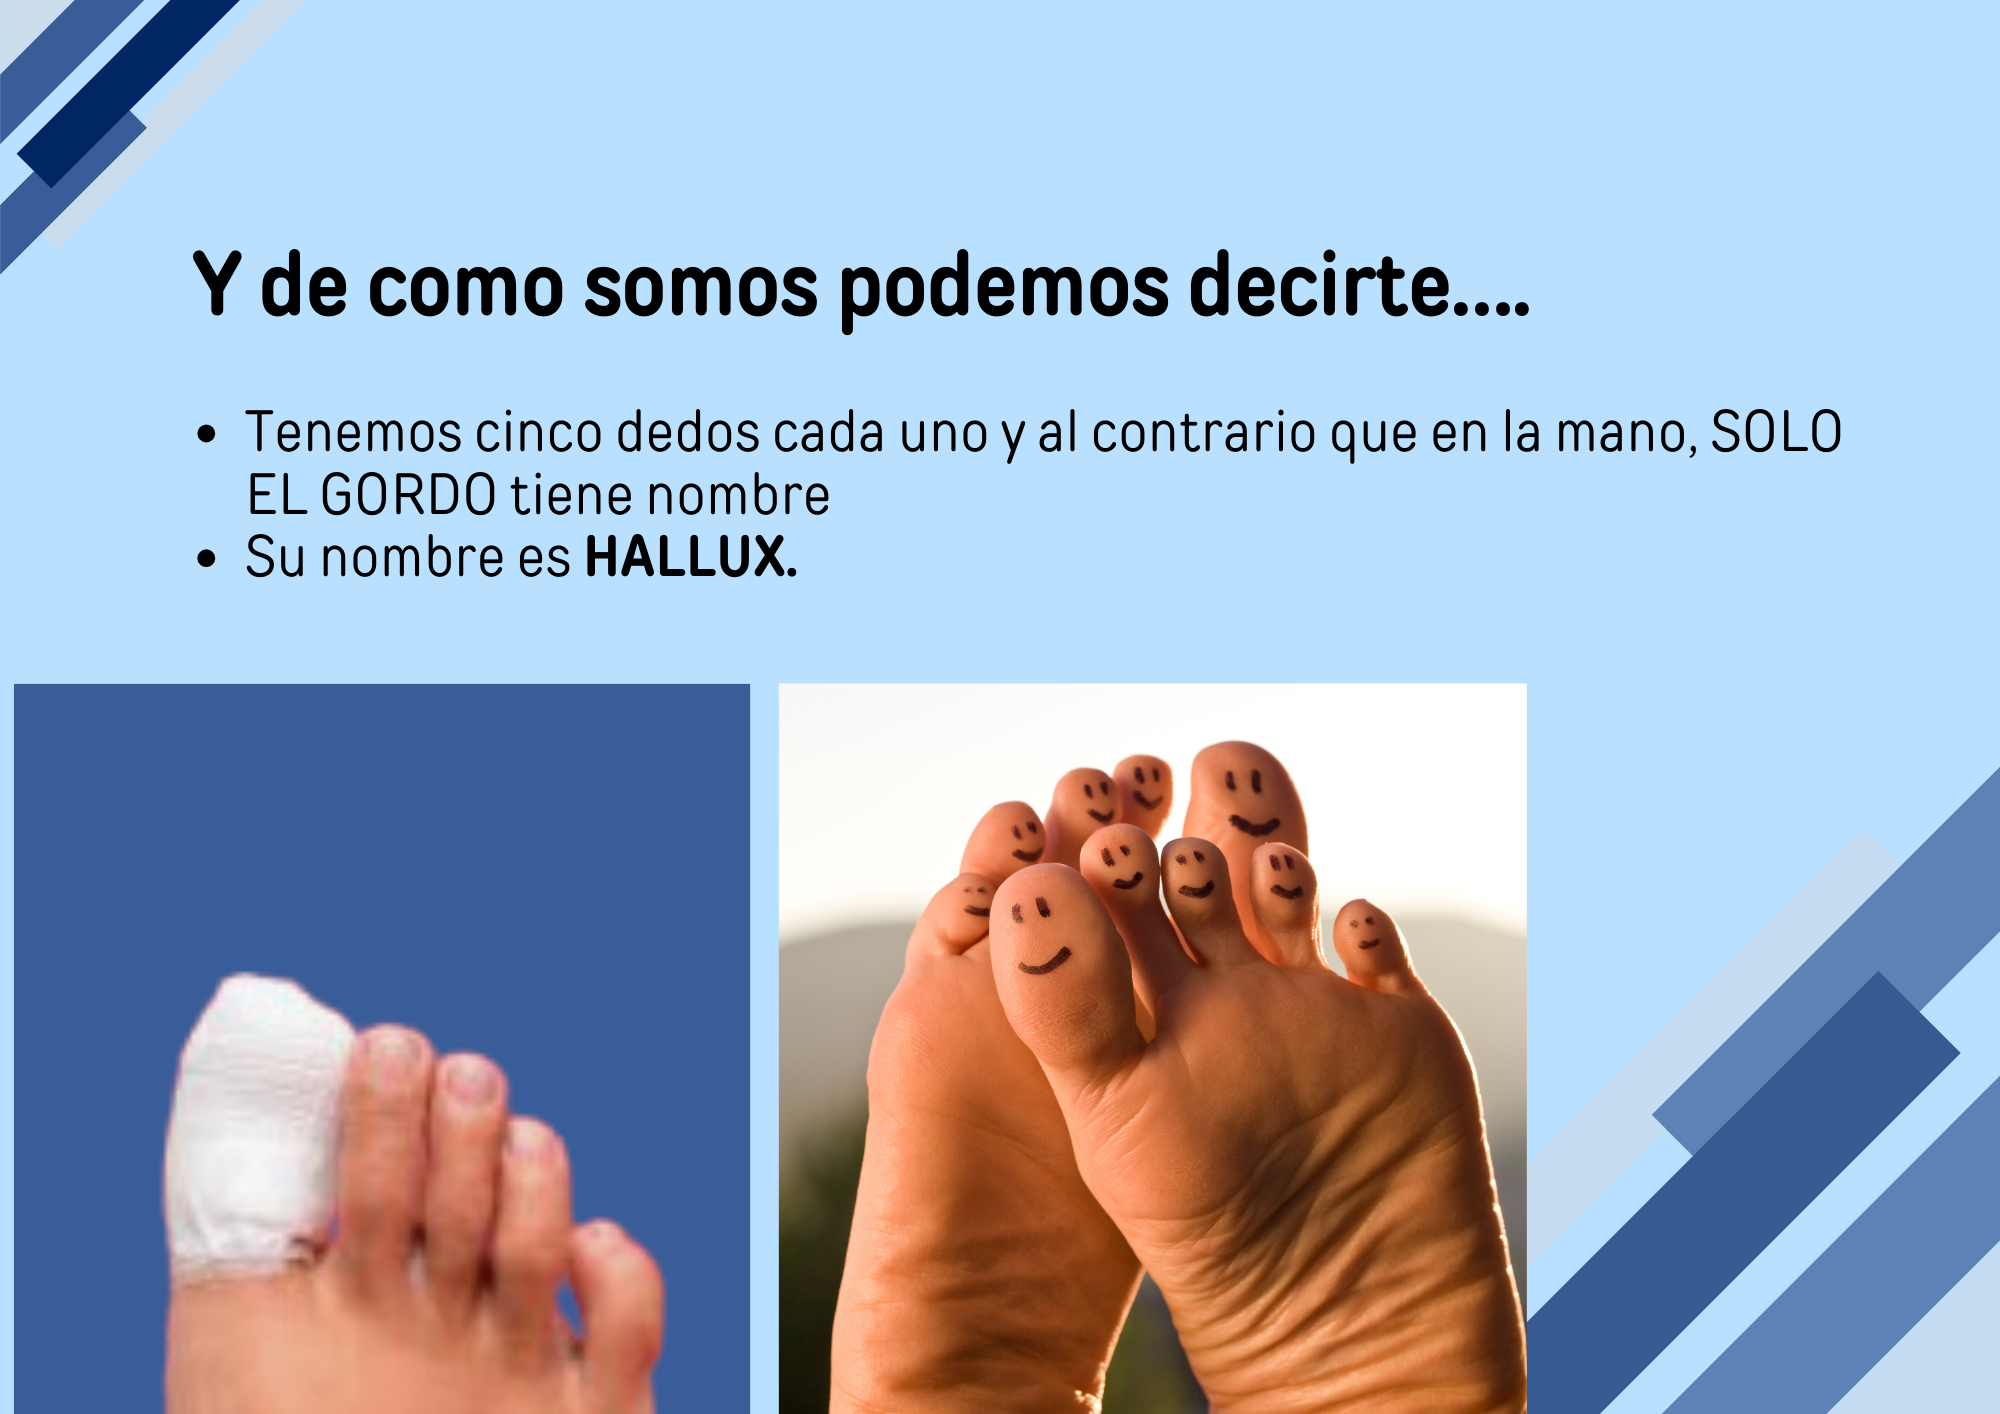 Y de como somos podemos decirte....
• Tenemos cinco dedos cada uno y al contrario que en la mano, SOLO
EL GORDO tiene nombre
• Su nombre es HALLUX.